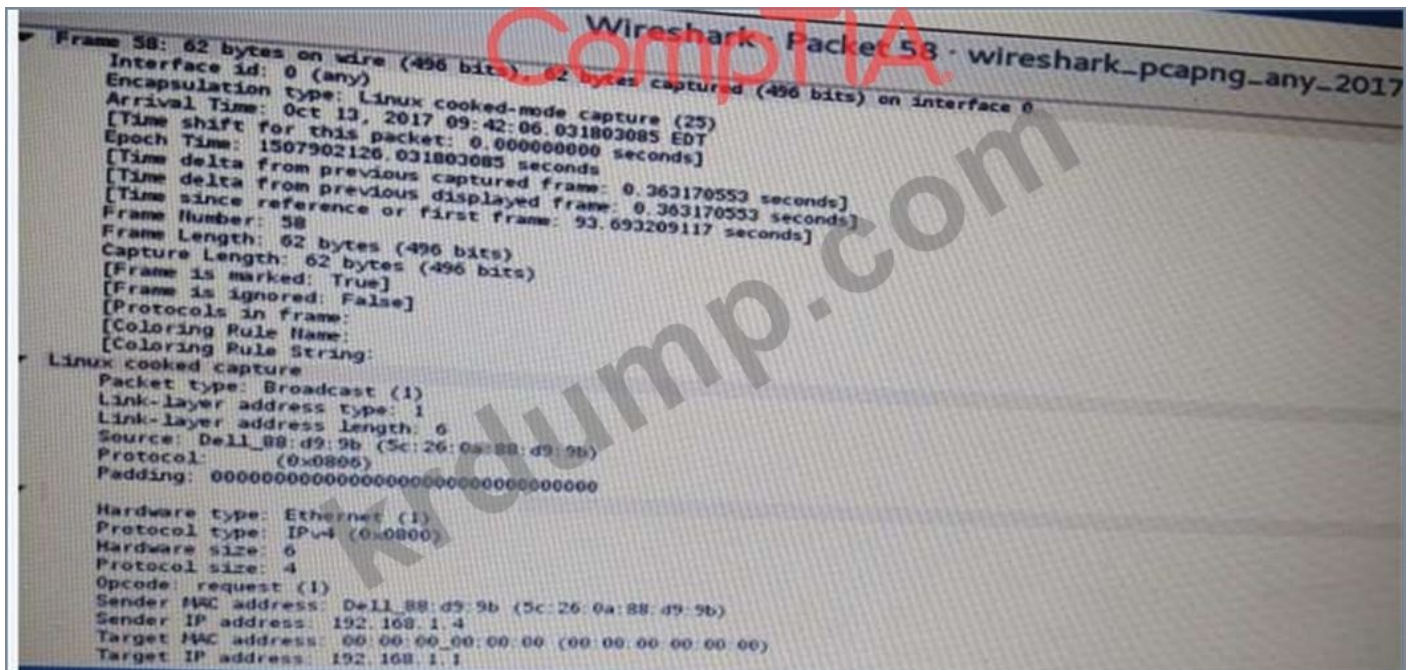 CompTIA
Wireshark · Packet 58 · wireshark_pcapng_any_2017
Frame 58: 62 bytes on wire (496 bits), 62 bytes captured (496 bits) on interface 0
Interface id: 0 (any)
Encapsulation type: Linux cooked-mode capture (25)
Arrival Time: Oct 13, 2017 09:42:06.031803085 EDT
[Time shift for this packet: 0.000000000 seconds]
Epoch Time: 1507902126.031803085 seconds
[Time delta from previous captured frame: 0.363170553 seconds]
[Time delta from previous displayed frame: 0.363170553 seconds]
[Time since reference or first frame: 93.693209117 seconds]
Frame Number: 58
Frame Length: 62 bytes (496 bits)
Capture Length: 62 bytes (496 bits)
[Frame is marked: True]
[Frame is ignored: False]
[Protocols in frame:
[Coloring Rule Name:
[Coloring Rule String:
Linux cooked capture
Packet type: Broadcast (1)
Link-layer address type: 1
Link-layer address length: 6
Source: Dell_88:d9:9b (5c:26:0a:88:d9:9b)
Protocol: (0x0806)
Padding: 00000000000000000000000000000000
Hardware type: Ethernet (1)
Protocol type: IPv4 (0x0800)
Hardware size: 6
Protocol size: 4
Opcode: request (1)
Sender MAC address: Dell_88:d9:9b (5c:26:0a:88:d9:9b)
Sender IP address: 192.168.1.4
Target MAC address: 00:00:00_00:00:00 (00:00:00:00:00:00)
Target IP address: 192.168.1.1
krdump.com